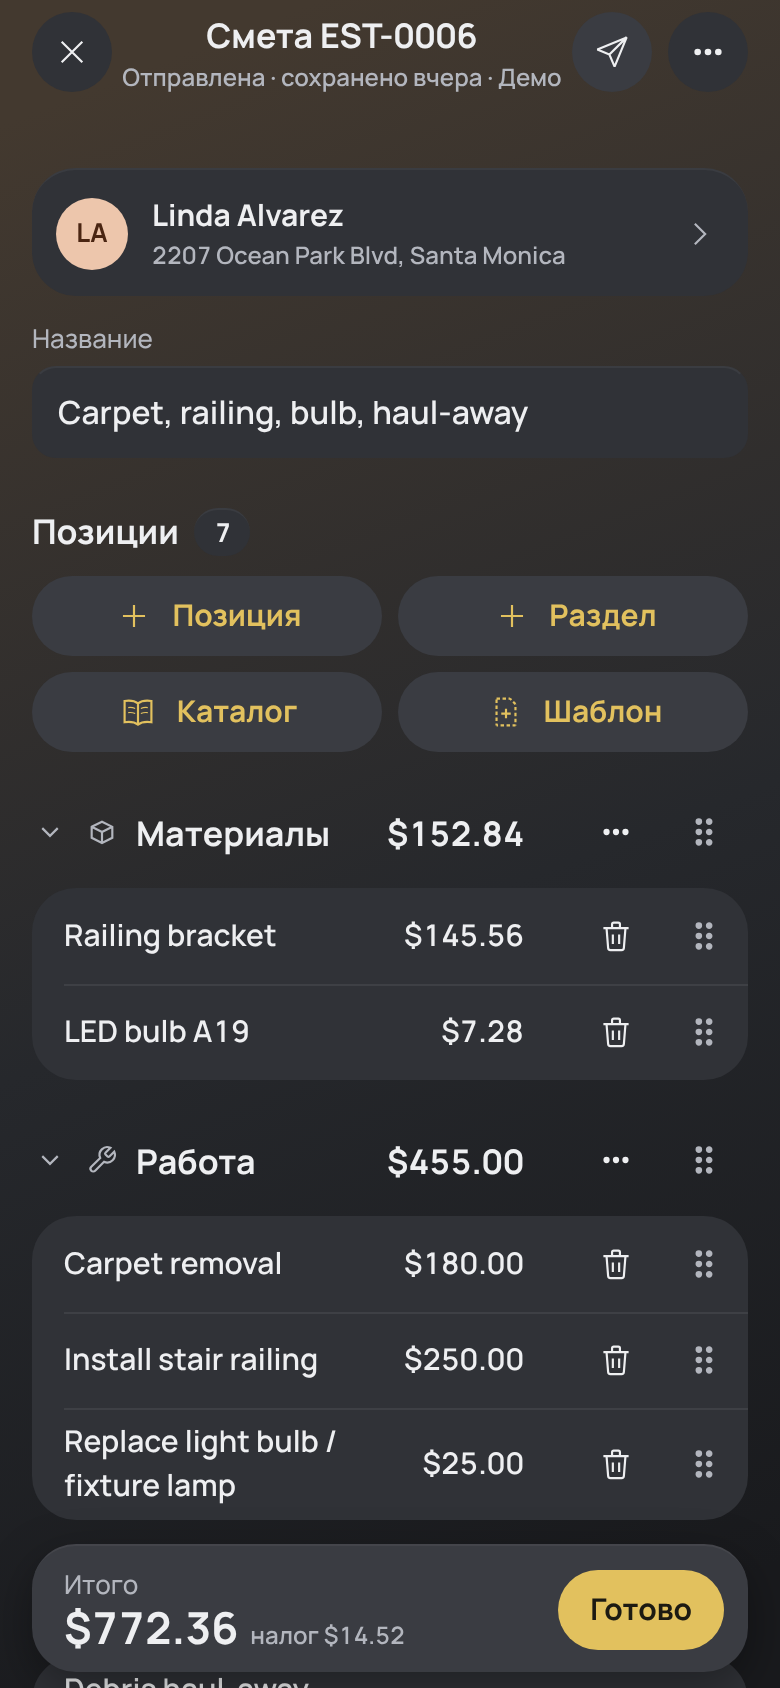 Смета EST-0006
Отправлена · сохранено вчера · Демо
LA
Linda Alvarez
2207 Ocean Park Blvd, Santa Monica
Название
Carpet, railing, bulb, haul-away
Позиции 7
Позиция
Раздел
Каталог
Шаблон
Материалы $152.84
Railing bracket $145.56
LED bulb A19 $7.28
Работа $455.00
Carpet removal $180.00
Install stair railing $250.00
Replace light bulb /
fixture lamp
$25.00
Итого
$772.36 налог $14.52
Готово
Debris haul-away